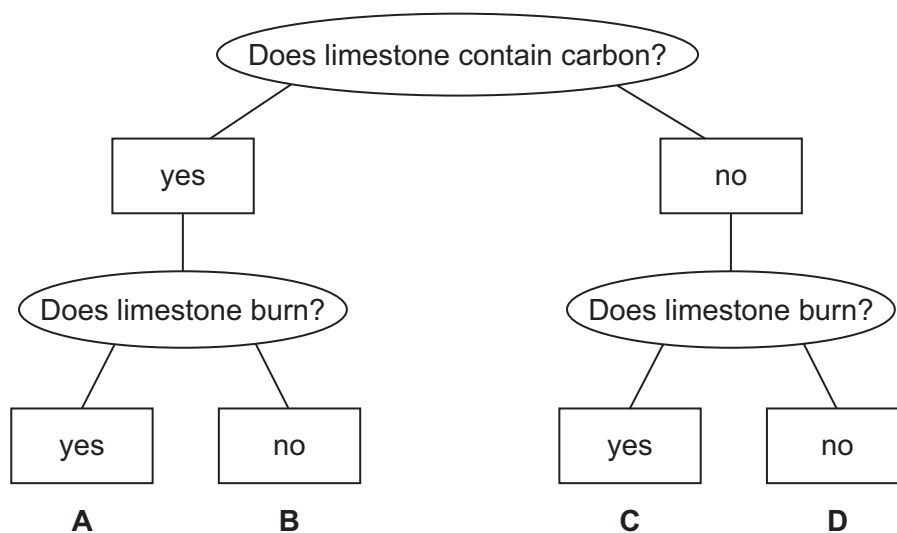 Does limestone contain carbon?
yes
no
Does limestone burn?
Does limestone burn?
yes
no
yes
no
A
B
C
D